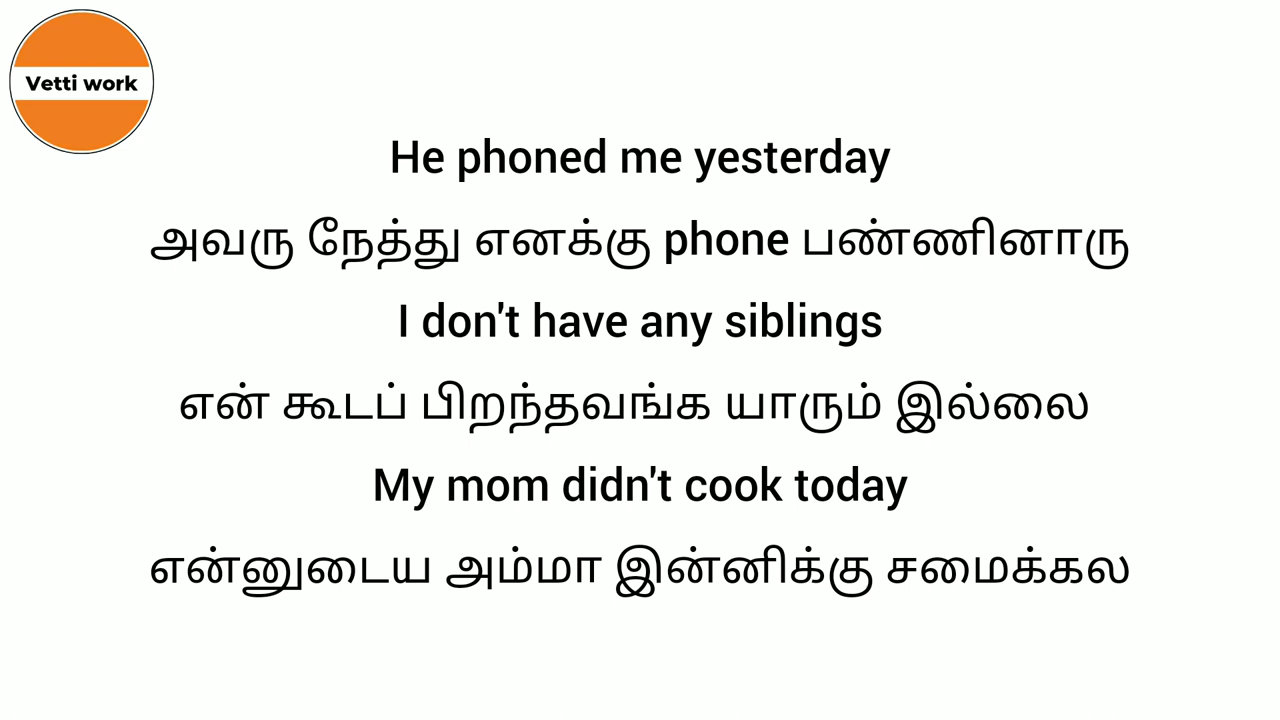 Vetti work
He phoned me yesterday
அவரு நேத்து எனக்கு phone பண்ணினாரு
I don't have any siblings
என் கூடப் பிறந்தவங்க யாரும் இல்லை
My mom didn't cook today
என்னுடைய அம்மா இன்னிக்கு சமைக்கல